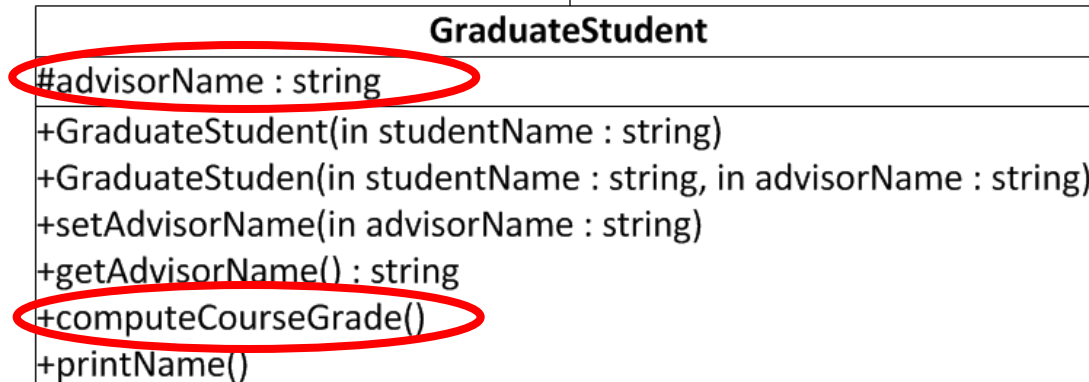 GraduateStudent
#advisorName : string
+GraduateStudent(in studentName : string)
+GraduateStuden(in studentName : string, in advisorName : string)
+setAdvisorName(in advisorName : string)
+getAdvisorName() : string
+computeCourseGrade()
+printName()